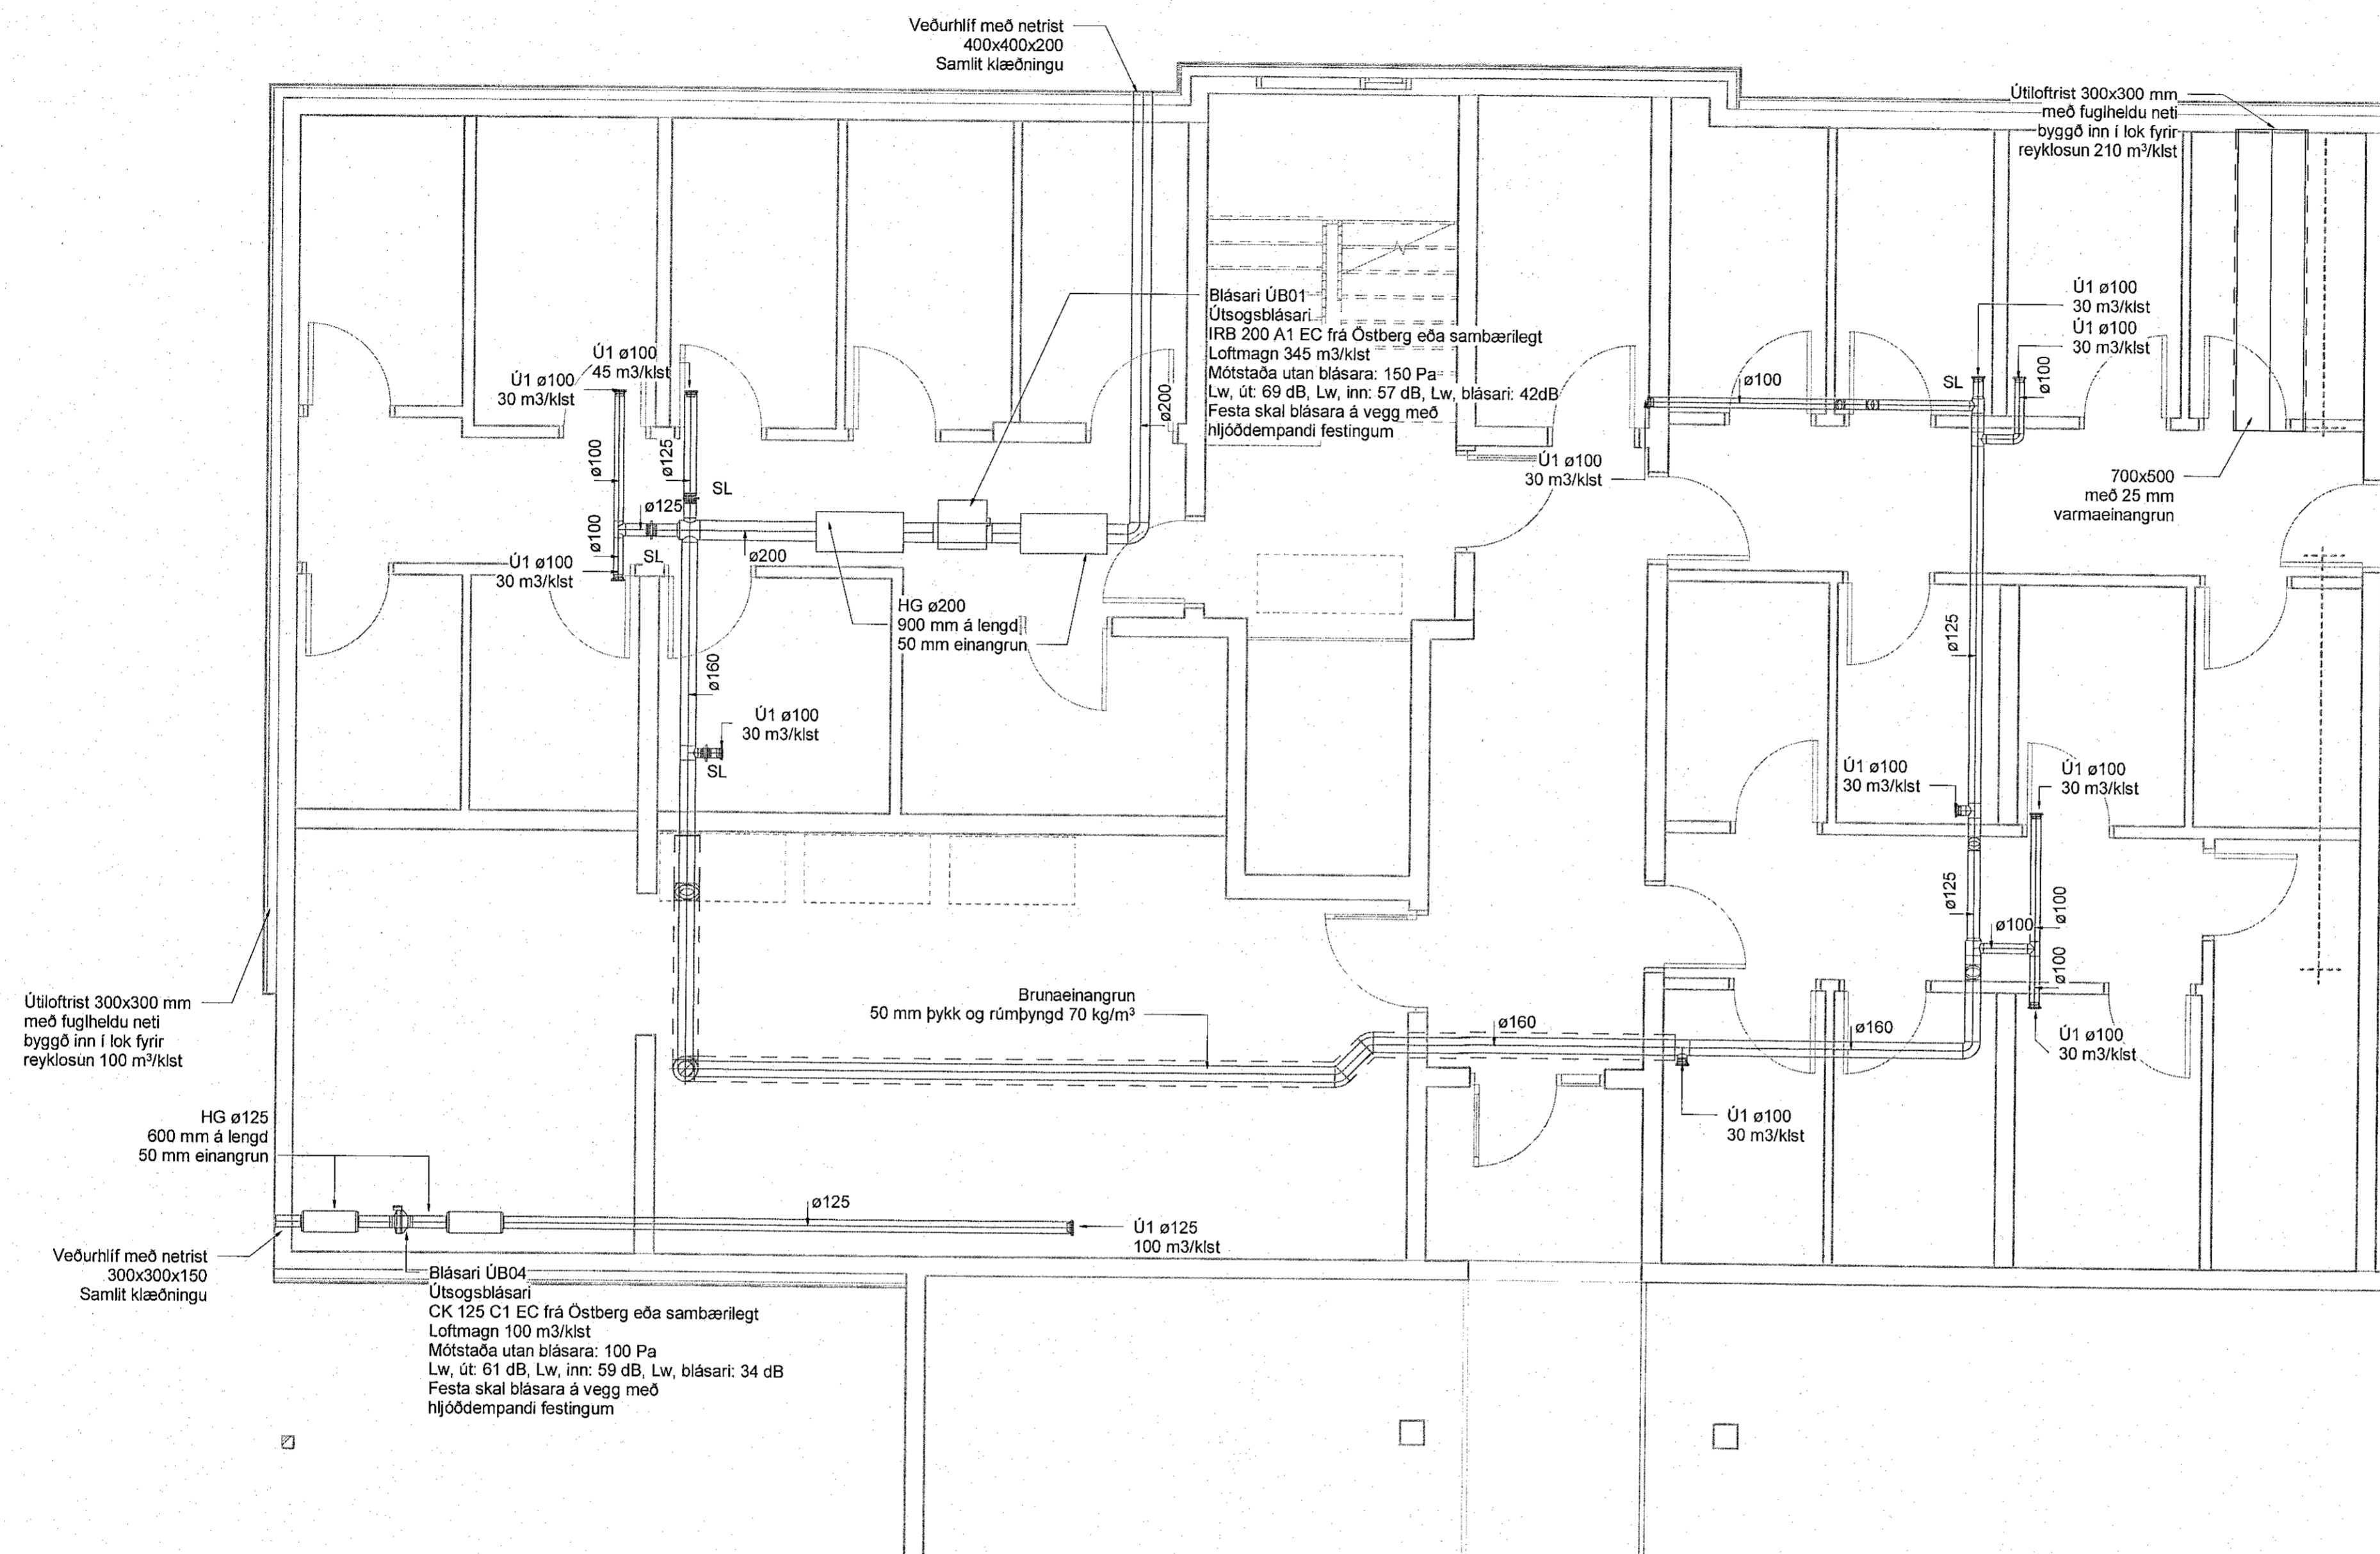 Veðurhlíf með netrist
400x400x200
Samlit klæðningu
Útiloftrist 300x300 mm
með fuglheldu neti
byggð inn í lok fyrir
reyklosun 210 m³/klst
Blásari ÚB01
Útsogsblásari
IRB 200 A1 EC frá Östberg eða sambærilegt
Loftmagn 345 m3/klst
Mótstaða utan blásara: 150 Pa
Lw, út: 69 dB, Lw, inn: 57 dB, Lw, blásari: 42dB
Festa skal blásara á vegg með
hljóðdempandi festingum
Ú1 ø100
45 m3/klst
Ú1 ø100
30 m3/klst
ø100
ø125
SL
ø125
ø100
SL
ø200
ø200
Ú1 ø100
30 m3/klst
HG ø200
900 mm á lengd
50 mm einangrun
ø160
Ú1 ø100
30 m3/klst
SL
Ú1 ø100
30 m3/klst
Ú1 ø100
30 m3/klst
ø100
SL
ø100
Ú1 ø100
30 m3/klst
700x500
með 25 mm
varmaeinangrun
ø125
Ú1 ø100
30 m3/klst
Ú1 ø100
30 m3/klst
ø125
ø100
ø100
ø100
Ú1 ø100
30 m3/klst
Brunaeinangrun
50 mm þykk og rúmþyngd 70 kg/m³
ø160
ø160
Ú1 ø100
30 m3/klst
Útiloftrist 300x300 mm
með fuglheldu neti
byggð inn í lok fyrir
reyklosun 100 m³/klst
HG ø125
600 mm á lengd
50 mm einangrun
ø125
Ú1 ø125
100 m3/klst
Veðurhlíf með netrist
300x300x150
Samlit klæðningu
Blásari ÚB04
Útsogsblásari
CK 125 C1 EC frá Östberg eða sambærilegt
Loftmagn 100 m3/klst
Mótstaða utan blásara: 100 Pa
Lw, út: 61 dB, Lw, inn: 59 dB, Lw, blásari: 34 dB
Festa skal blásara á vegg með
hljóðdempandi festingum